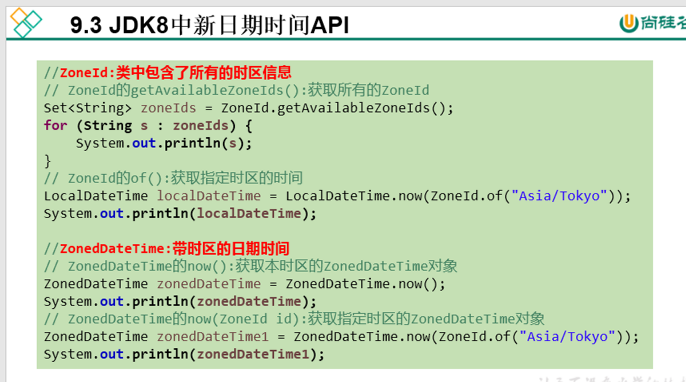 9.3 JDK8中新日期时间API
尚硅谷
//ZoneId:类中包含了所有的时区信息
// ZoneId的getAvailableZoneIds():获取所有的ZoneId
Set<String> zoneIds = ZoneId.getAvailableZoneIds();
for (String s : zoneIds) {
    System.out.println(s);
}
// ZoneId的of():获取指定时区的时间
LocalDateTime localDateTime = LocalDateTime.now(ZoneId.of("Asia/Tokyo"));
System.out.println(localDateTime);
//ZonedDateTime:带时区的日期时间
// ZonedDateTime的now():获取本时区的ZonedDateTime对象
ZonedDateTime zonedDateTime = ZonedDateTime.now();
System.out.println(zonedDateTime);
// ZonedDateTime的now(ZoneId id):获取指定时区的ZonedDateTime对象
ZonedDateTime zonedDateTime1 = ZonedDateTime.now(ZoneId.of("Asia/Tokyo"));
System.out.println(zonedDateTime1);